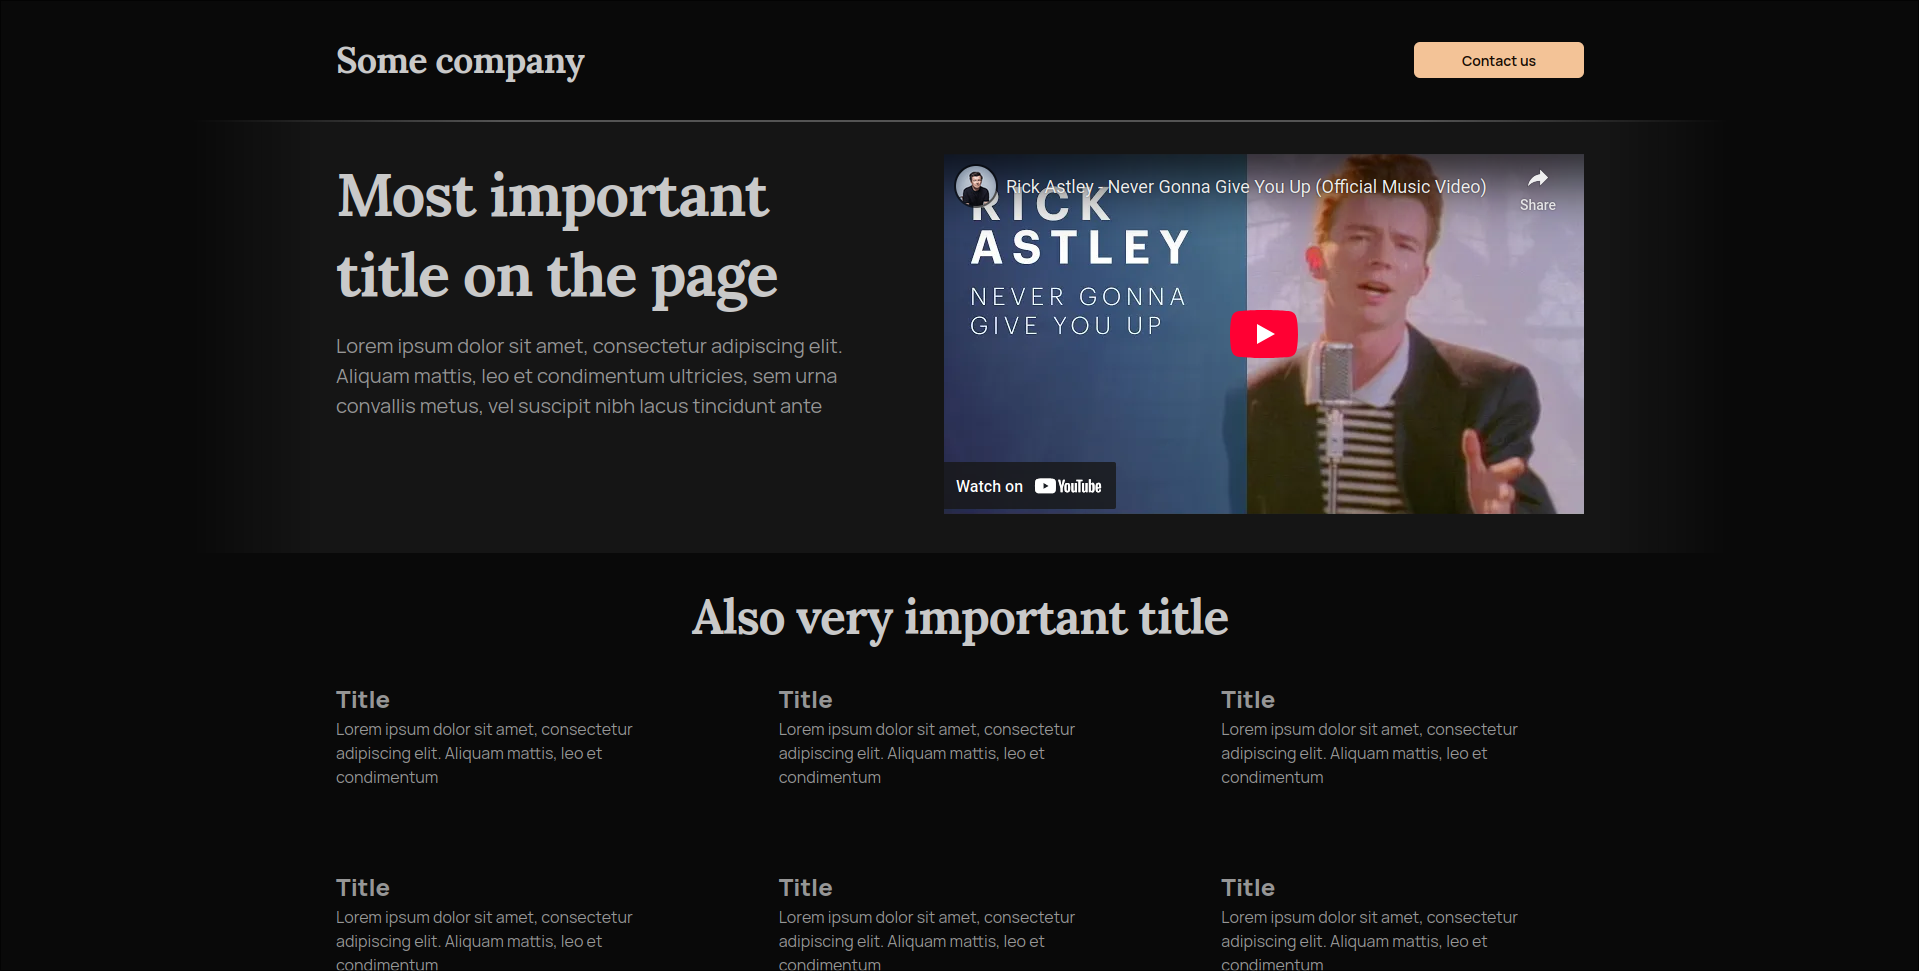 Some company
Contact us
Most important
title on the page
Lorem ipsum dolor sit amet, consectetur adipiscing elit.
Aliquam mattis, leo et condimentum ultricies, sem urna
convallis metus, vel suscipit nibh lacus tincidunt ante
Rick Astley - Never Gonna Give You Up (Official Music Video)
Share
RICK
ASTLEY
NEVER GONNA
GIVE YOU UP
Watch on YouTube
Also very important title
Title
Lorem ipsum dolor sit amet, consectetur
adipiscing elit. Aliquam mattis, leo et
condimentum
Title
Lorem ipsum dolor sit amet, consectetur
adipiscing elit. Aliquam mattis, leo et
condimentum
Title
Lorem ipsum dolor sit amet, consectetur
adipiscing elit. Aliquam mattis, leo et
condimentum
Title
Lorem ipsum dolor sit amet, consectetur
adipiscing elit. Aliquam mattis, leo et
condimentum
Title
Lorem ipsum dolor sit amet, consectetur
adipiscing elit. Aliquam mattis, leo et
condimentum
Title
Lorem ipsum dolor sit amet, consectetur
adipiscing elit. Aliquam mattis, leo et
condimentum